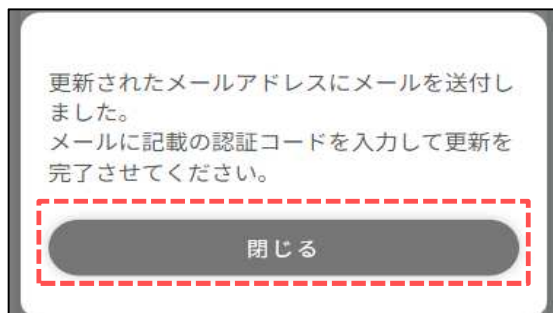 更新されたメールアドレスにメールを送付し
ました。
メールに記載の認証コードを入力して更新を
完了させてください。
閉じる